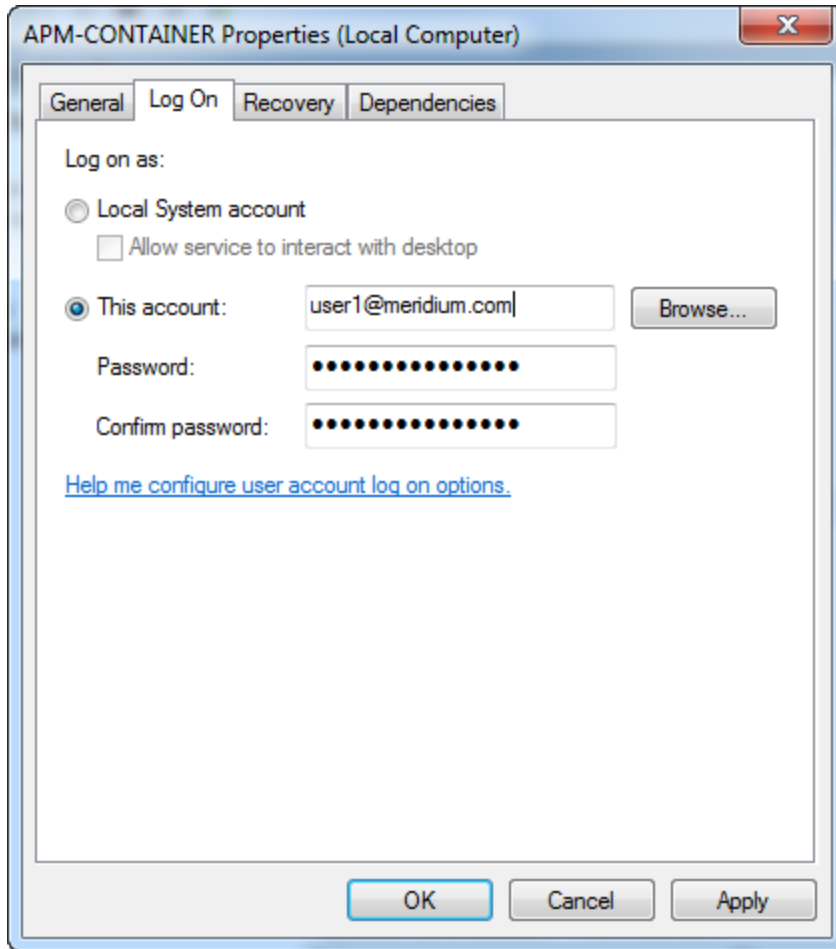 APM-CONTAINER Properties (Local Computer)
X
General Log On Recovery Dependencies
Log on as:
Local System account
Allow service to interact with desktop
This account: user1@meridium.com Browse...
Password: •••••••••••••••
Confirm password: •••••••••••••••
Help me configure user account log on options.
OK Cancel Apply